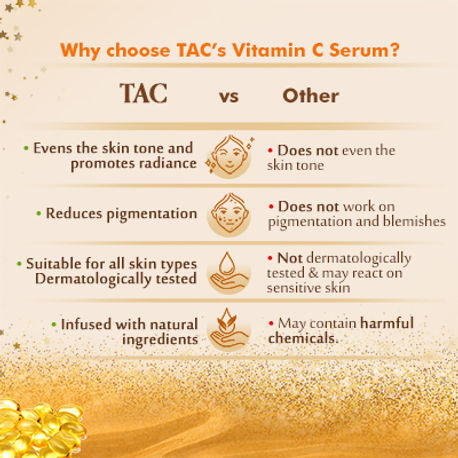 Why choose TAC's Vitamin C Serum?
TAC vs Other
• Evens the skin tone and
promotes radiance
• Does not even the
skin tone
• Reduces pigmentation
• Does not work on
pigmentation and blemishes
• Suitable for all skin types
Dermatologically tested
• Not dermatologically
tested & may react on
sensitive skin
• Infused with natural
ingredients
• May contain harmful
chemicals.